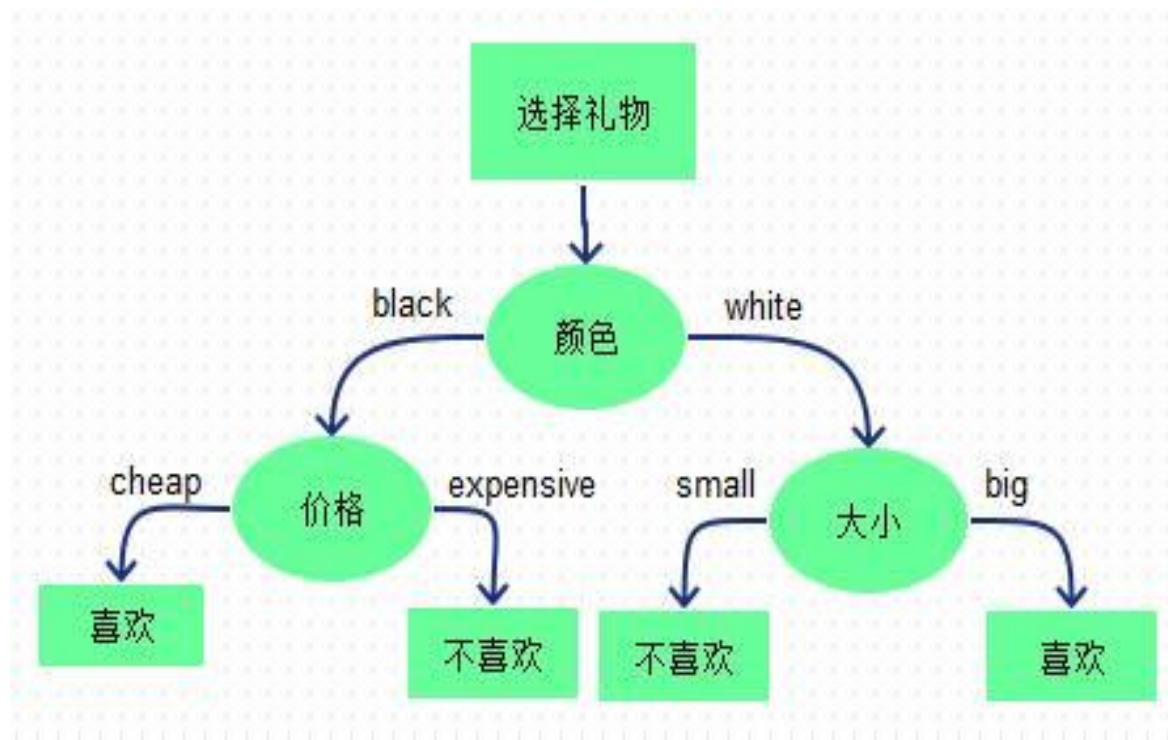 选择礼物
black
white
颜色
cheap
expensive
small
big
价格
大小
喜欢
不喜欢
不喜欢
喜欢